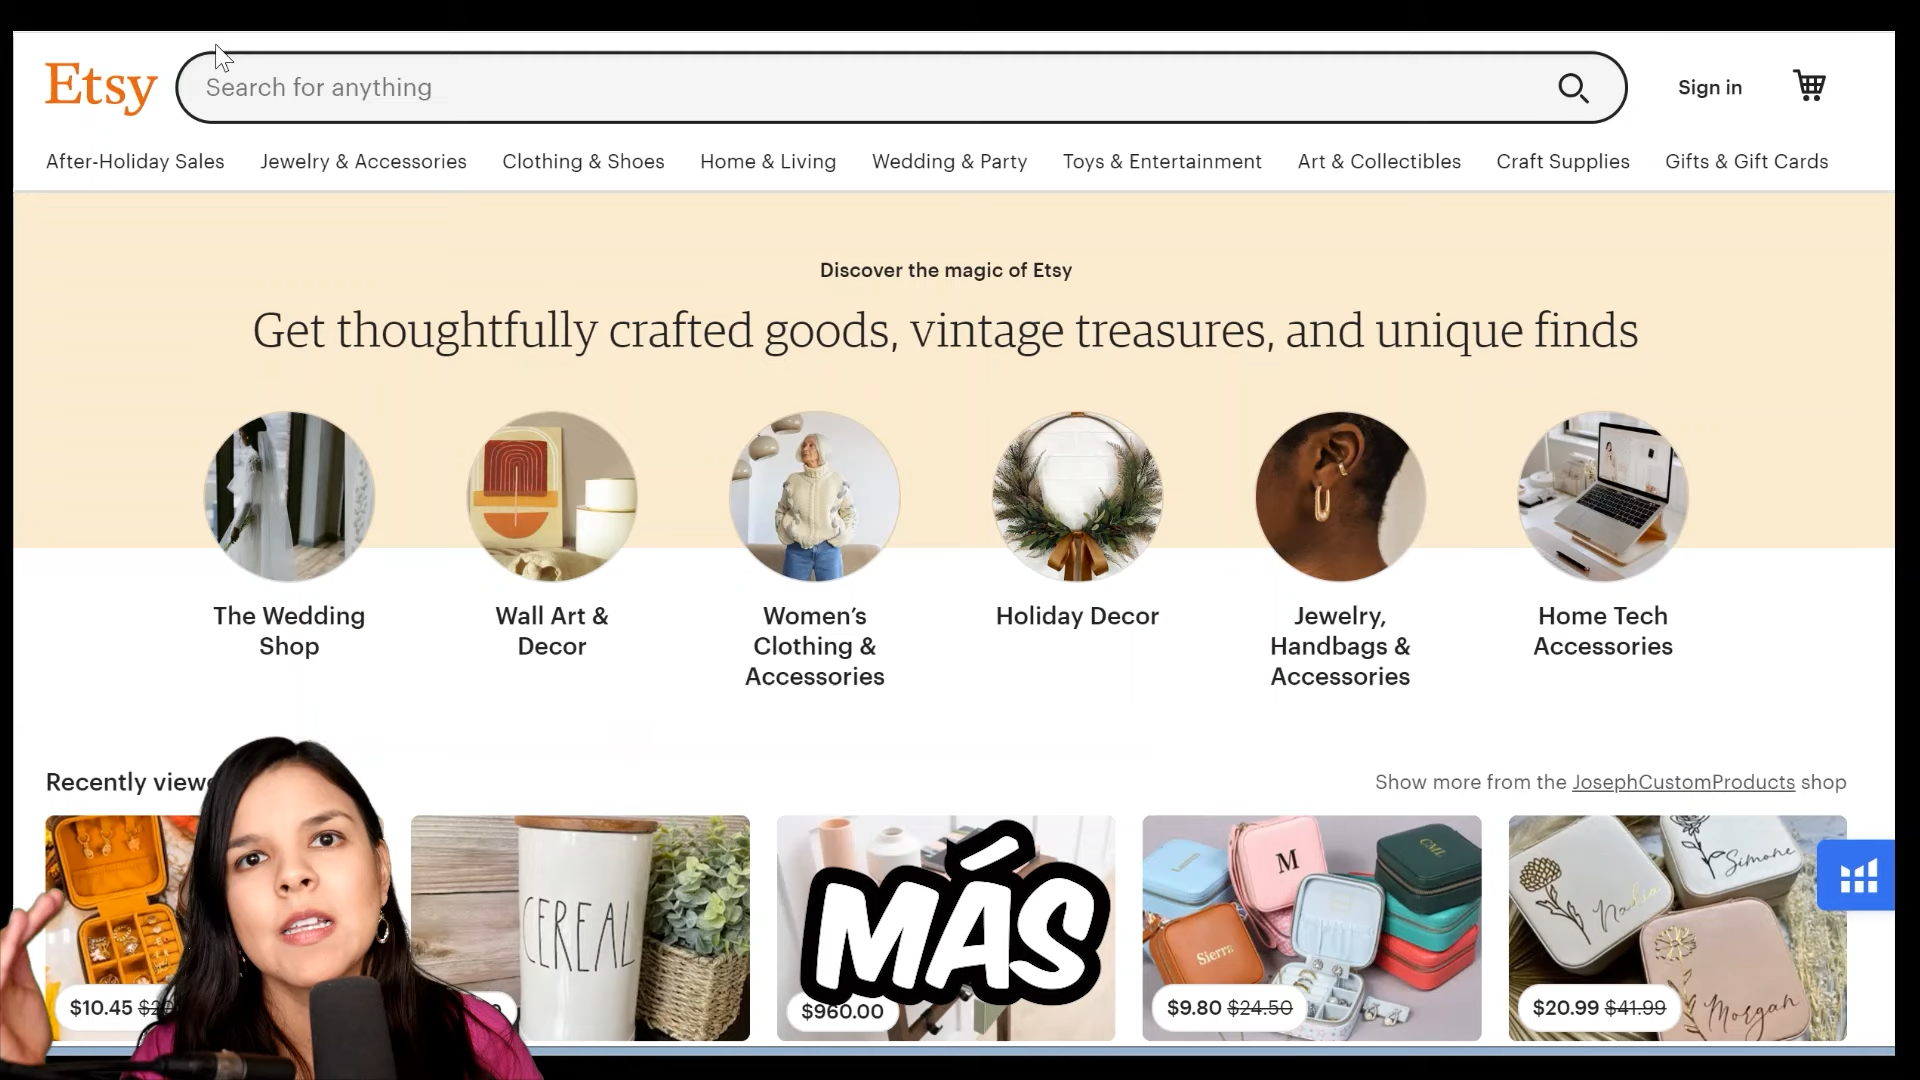 Etsy
Search for anything
Sign in
After-Holiday Sales
Jewelry & Accessories
Clothing & Shoes
Home & Living
Wedding & Party
Toys & Entertainment
Art & Collectibles
Craft Supplies
Gifts & Gift Cards
Discover the magic of Etsy
Get thoughtfully crafted goods, vintage treasures, and unique finds
The Wedding
Shop
Wall Art &
Decor
Women's
Clothing &
Accessories
Holiday Decor
Jewelry,
Handbags &
Accessories
Home Tech
Accessories
Recently
Show more from the JosephCustomProducts shop
CEREAL
MÁS
M
Sierra
Simone
Nadia
Morgan
$10.45
$960.00
$9.80 $24.50
$20.99 $41.99